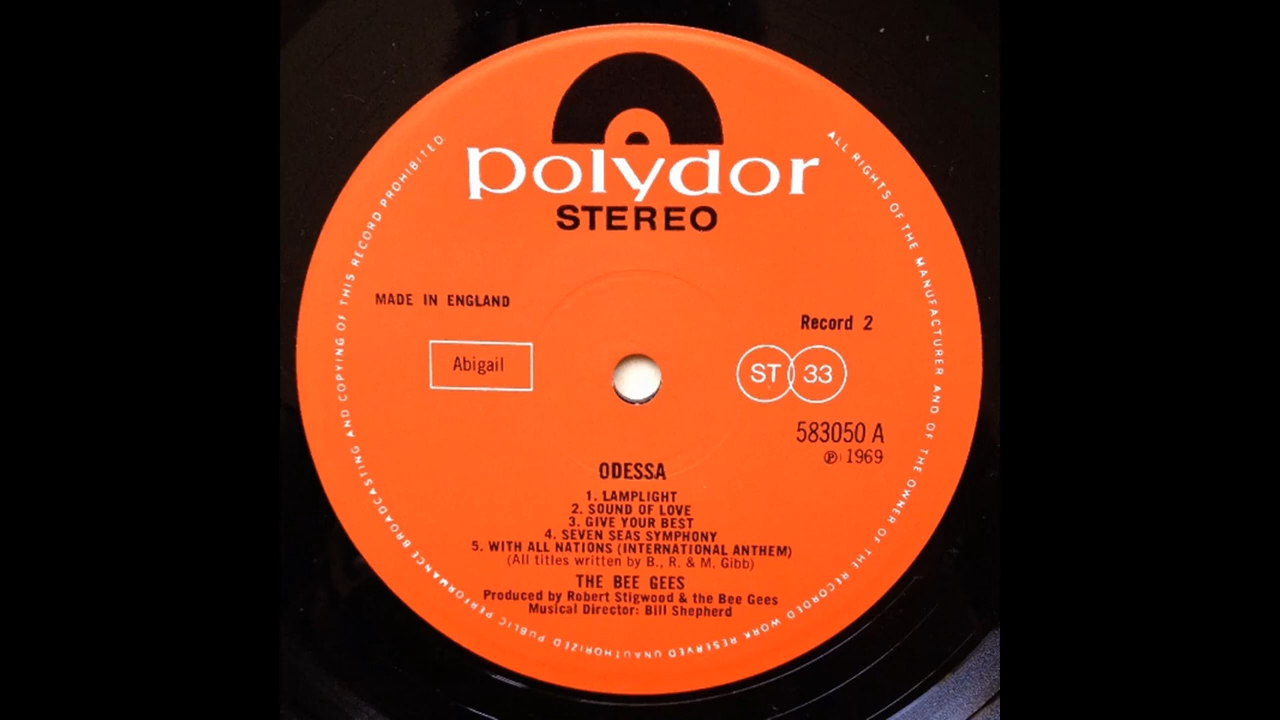 polydor
STEREO
MADE IN ENGLAND
Record 2
Abigail
ST 33
583050 A
℗ 1969
ODESSA
1. LAMPLIGHT
2. SOUND OF LOVE
3. GIVE YOUR BEST
4. SEVEN SEAS SYMPHONY
5. WITH ALL NATIONS (INTERNATIONAL ANTHEM)
(All titles written by B., R. & M. Gibb)
THE BEE GEES
Produced by Robert Stigwood & the Bee Gees
Musical Director: Bill Shepherd
ALL RIGHTS OF THE MANUFACTURER AND OF THE OWNER OF THE RECORDED WORK RESERVED UNAUTHORIZED PUBLIC PERFORMANCE BROADCASTING AND COPYING OF THIS RECORD PROHIBITED